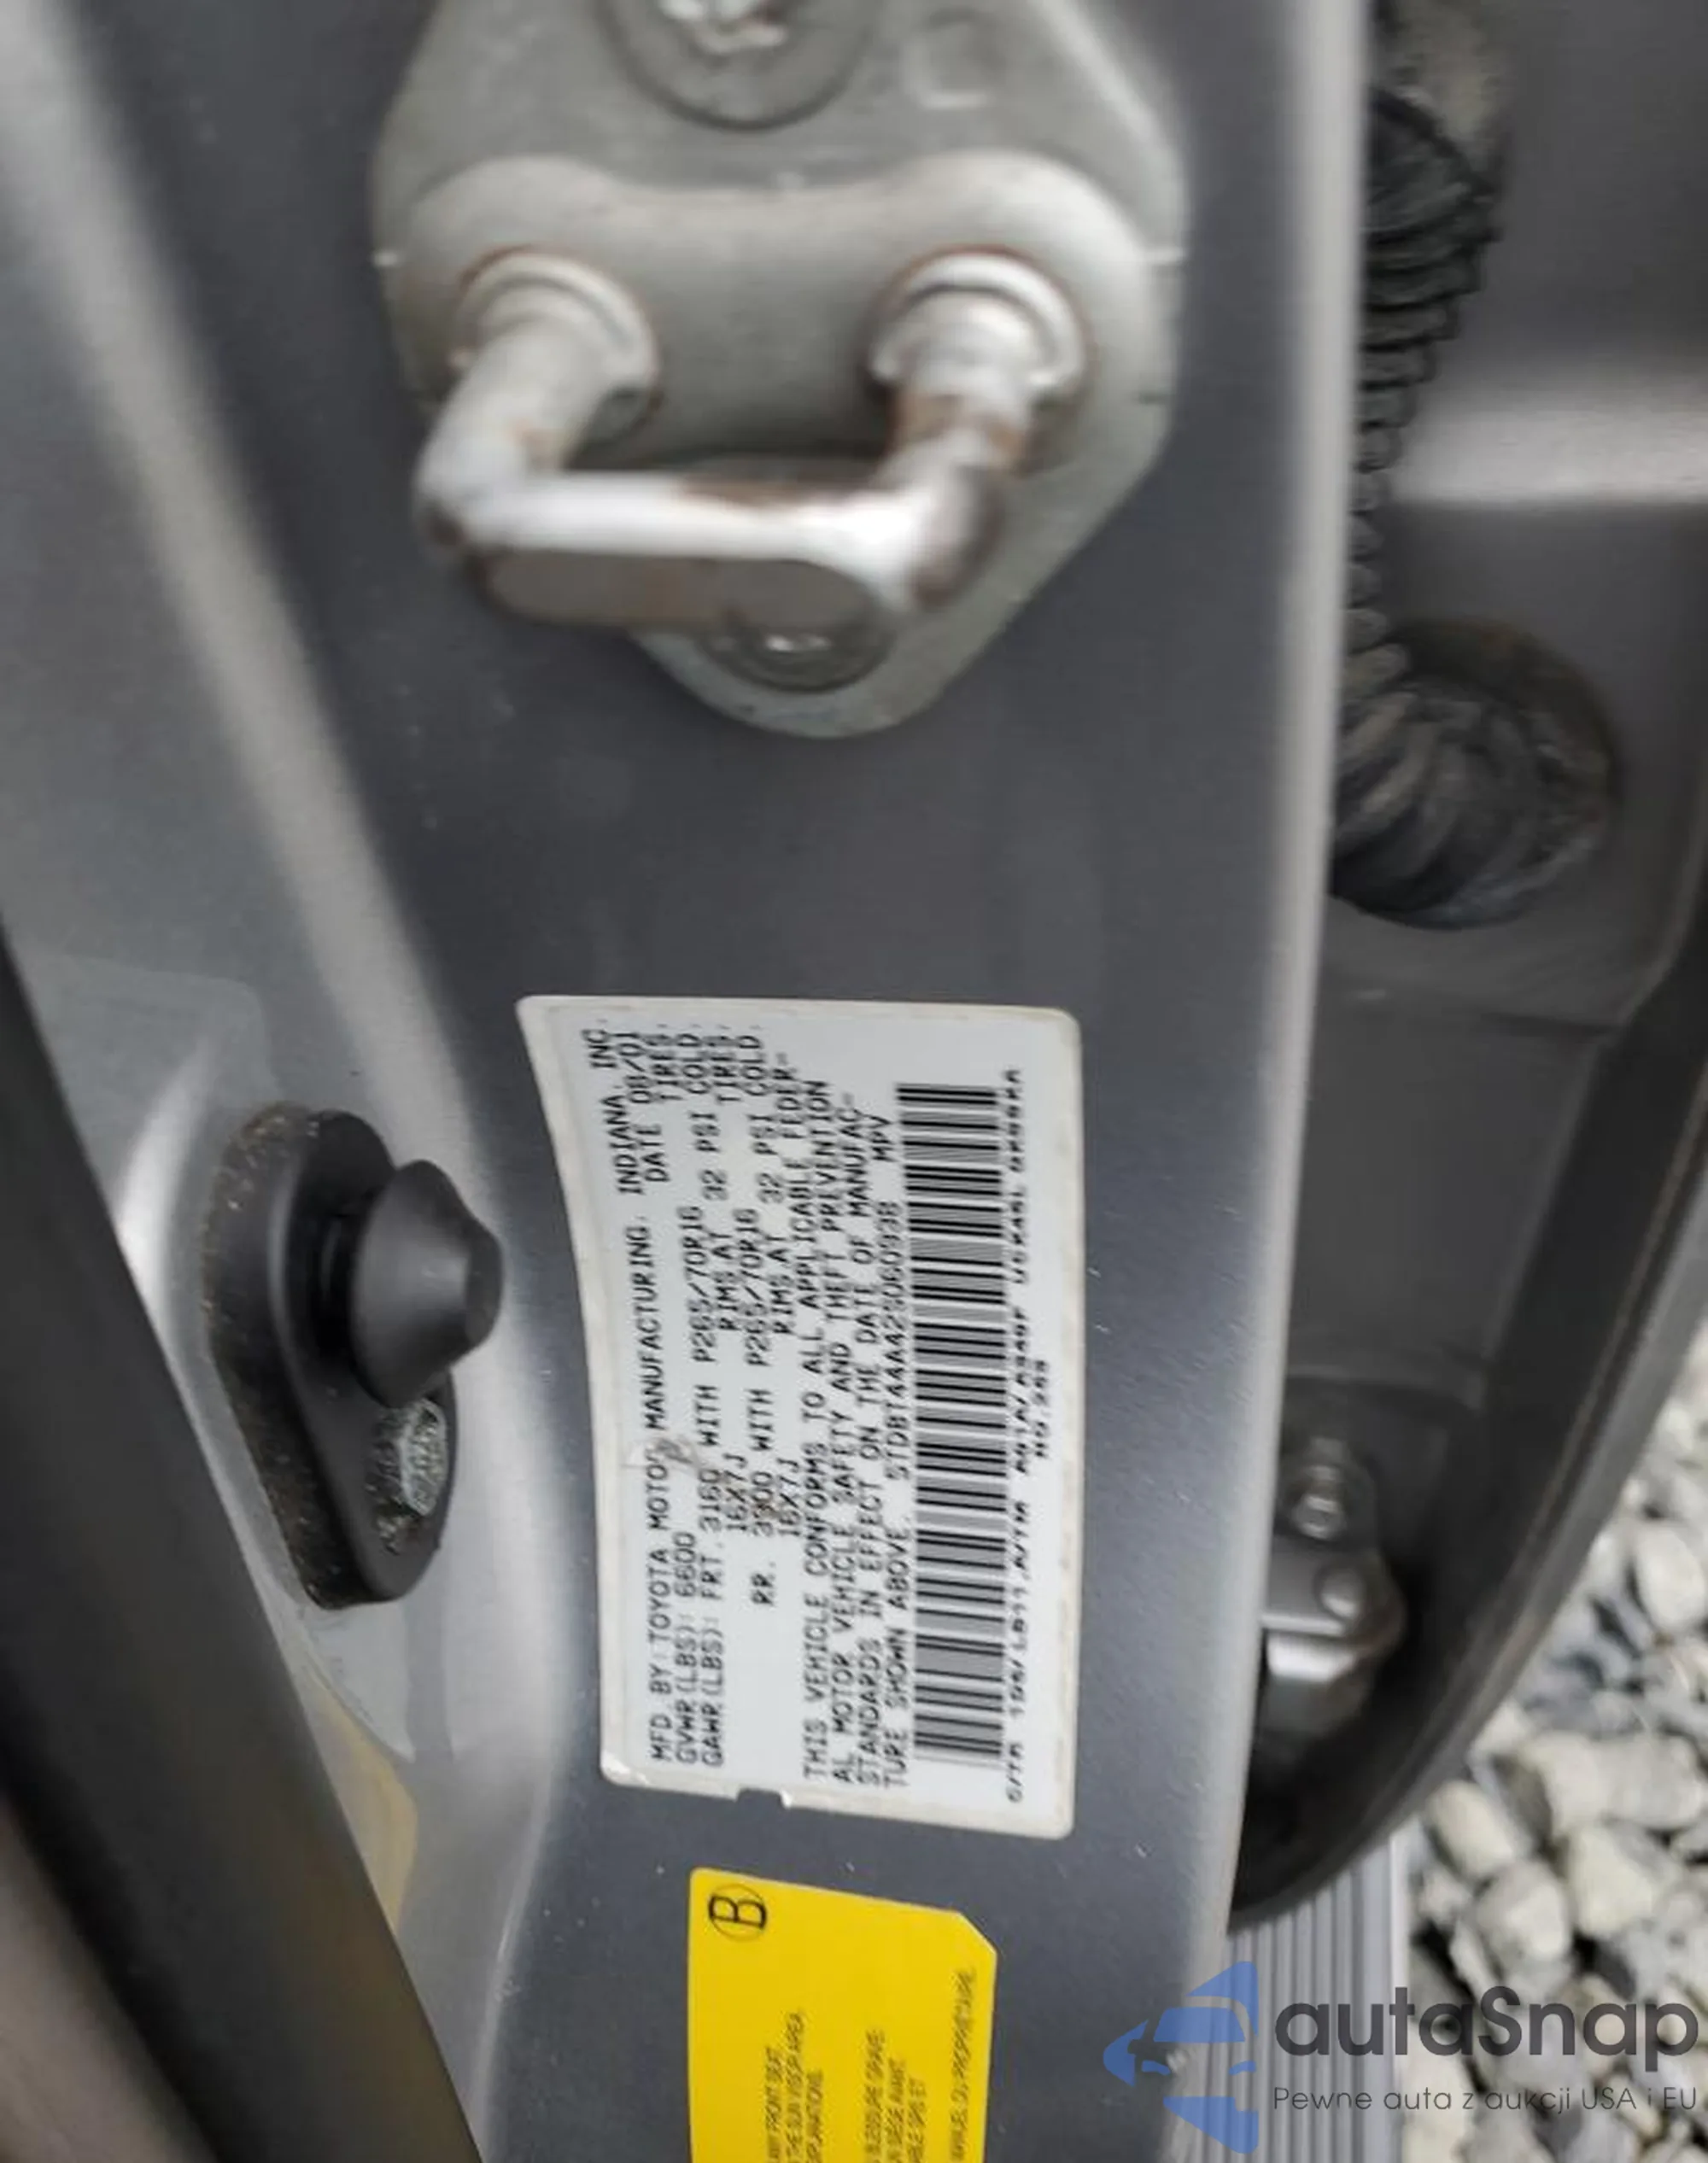 MFD. BY: TOYOTA MOTOR MANUFACTURING, INDIANA, INC.
GVWR(LBS): 6600 DATE 08/01
GAWR(LBS): FRT. 3160 WITH P265/70R16 TIRES,
16X7J RIMS AT 32 PSI COLD.
RR. 3900 WITH P265/70R16 TIRES,
16X7J RIMS AT 32 PSI COLD.
THIS VEHICLE CONFORMS TO ALL APPLICABLE FEDER-
AL MOTOR VEHICLE SAFETY AND THEFT PREVENTION
STANDARDS IN EFFECT ON THE DATE OF MANUFAC-
TURE SHOWN ABOVE. 5TDBT44A42S060938 MPV
C/TR
B
autaSnap
Pewne auta z aukcji USA i EU